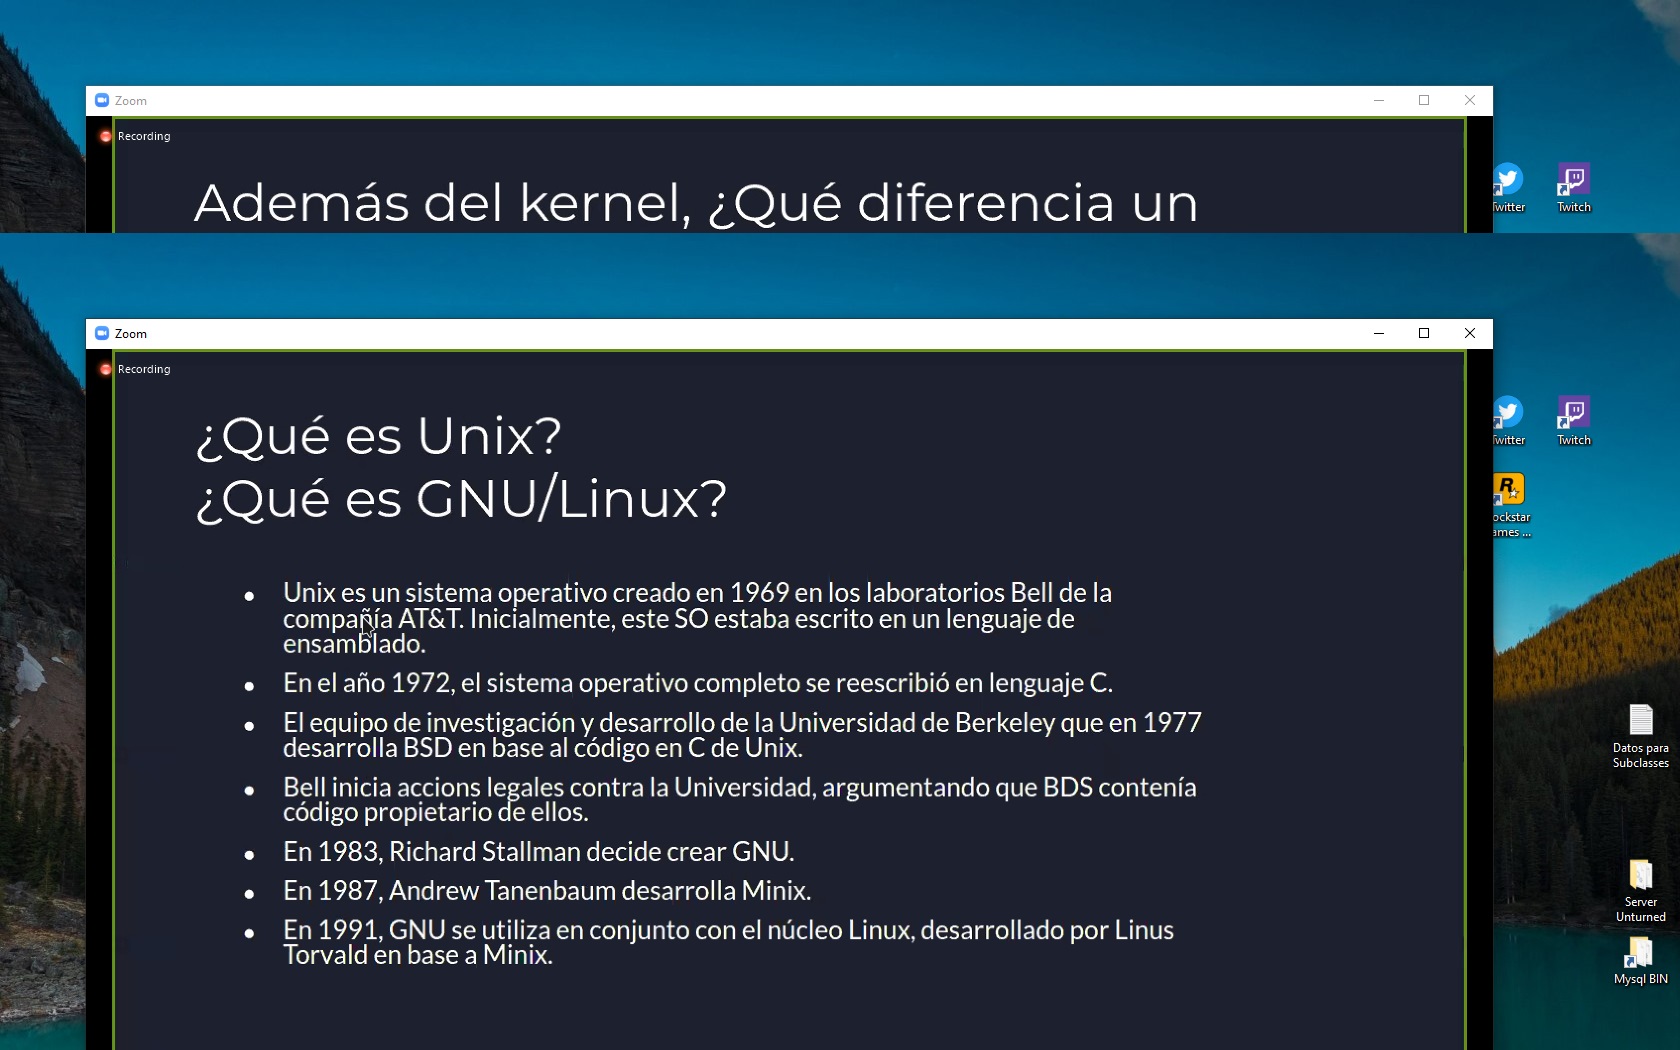 Zoom
Recording
Además del kernel, ¿Qué diferencia un
Twitter
Twitch
Zoom
Recording
¿Qué es Unix?
¿Qué es GNU/Linux?
Unix es un sistema operativo creado en 1969 en los laboratorios Bell de la
compañía AT&T. Inicialmente, este SO estaba escrito en un lenguaje de
ensamblado.
En el año 1972, el sistema operativo completo se reescribió en lenguaje C.
El equipo de investigación y desarrollo de la Universidad de Berkeley que en 1977
desarrolla BSD en base al código en C de Unix.
Bell inicia accions legales contra la Universidad, argumentando que BDS contenía
código propietario de ellos.
En 1983, Richard Stallman decide crear GNU.
En 1987, Andrew Tanenbaum desarrolla Minix.
En 1991, GNU se utiliza en conjunto con el núcleo Linux, desarrollado por Linus
Torvald en base a Minix.
Twitter
Twitch
ockstar
ames ...
Datos para
Subclasses
Server
Unturned
Mysql BIN